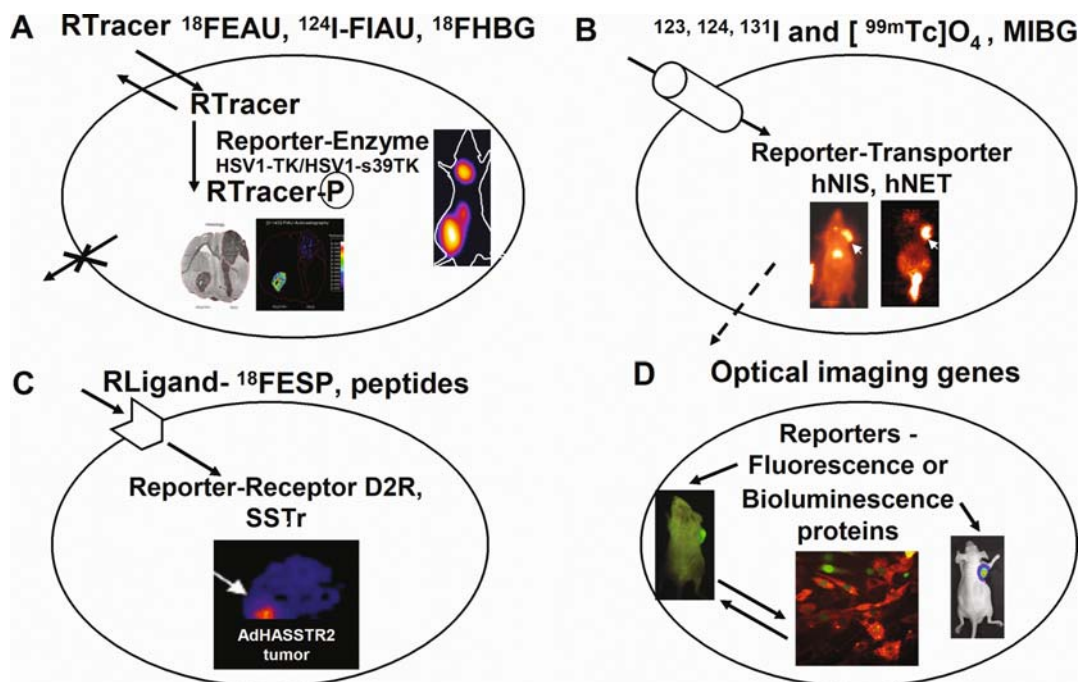 A RTracer ¹⁸FEAU, ¹²⁴I-FIAU, ¹⁸FHBG
RTracer
Reporter-Enzyme
HSV1-TK/HSV1-s39TK
RTracer-P
B ¹²³, ¹²⁴, ¹³¹I and [ ⁹⁹ᵐTc]O₄ , MIBG
Reporter-Transporter
hNIS, hNET
C RLigand- ¹⁸FESP, peptides
Reporter-Receptor D2R,
SSTr
AdHASSTR2
tumor
D Optical imaging genes
Reporters -
Fluorescence or
Bioluminescence
proteins